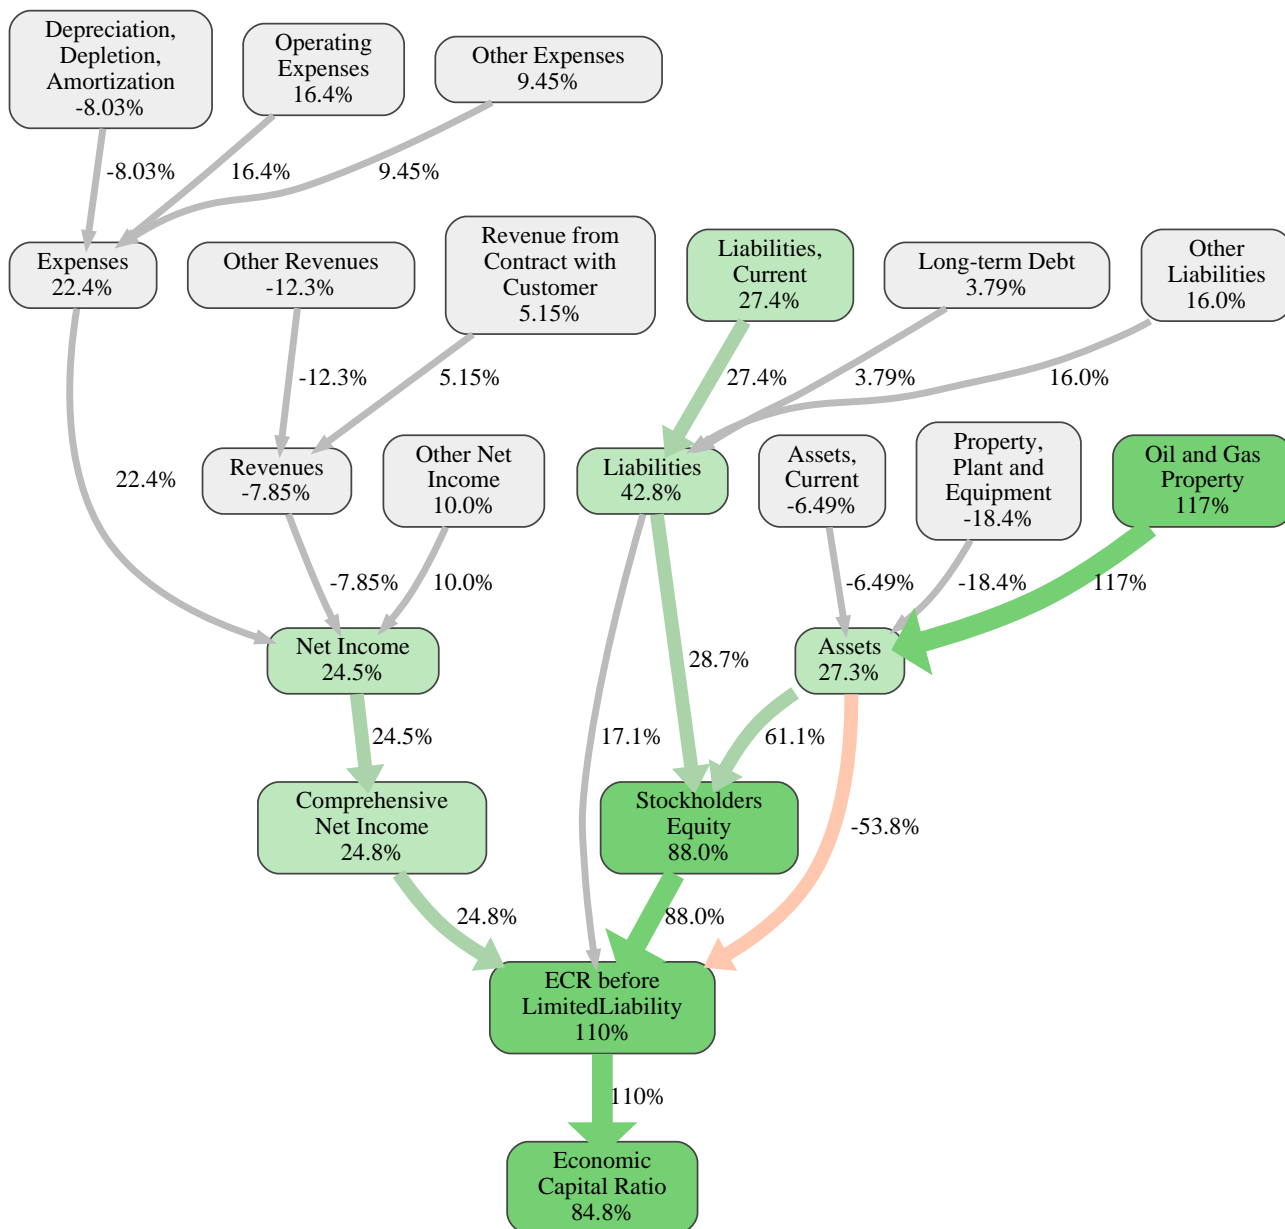 Depreciation,
Depletion,
Amortization
-8.03%
Operating
Expenses
16.4%
Other Expenses
9.45%
-8.03%
16.4%
9.45%
Expenses
22.4%
Other Revenues
-12.3%
Revenue from
Contract with
Customer
5.15%
Liabilities,
Current
27.4%
Long-term Debt
3.79%
Other
Liabilities
16.0%
-12.3%
5.15%
27.4%
3.79%
16.0%
Revenues
-7.85%
Other Net
Income
10.0%
Liabilities
42.8%
Assets,
Current
-6.49%
Property,
Plant and
Equipment
-18.4%
Oil and Gas
Property
117%
22.4%
-7.85%
10.0%
-6.49%
-18.4%
117%
Net Income
24.5%
28.7%
Assets
27.3%
24.5%
17.1%
61.1%
Comprehensive
Net Income
24.8%
Stockholders
Equity
88.0%
-53.8%
24.8%
88.0%
ECR before
LimitedLiability
110%
110%
Economic
Capital Ratio
84.8%